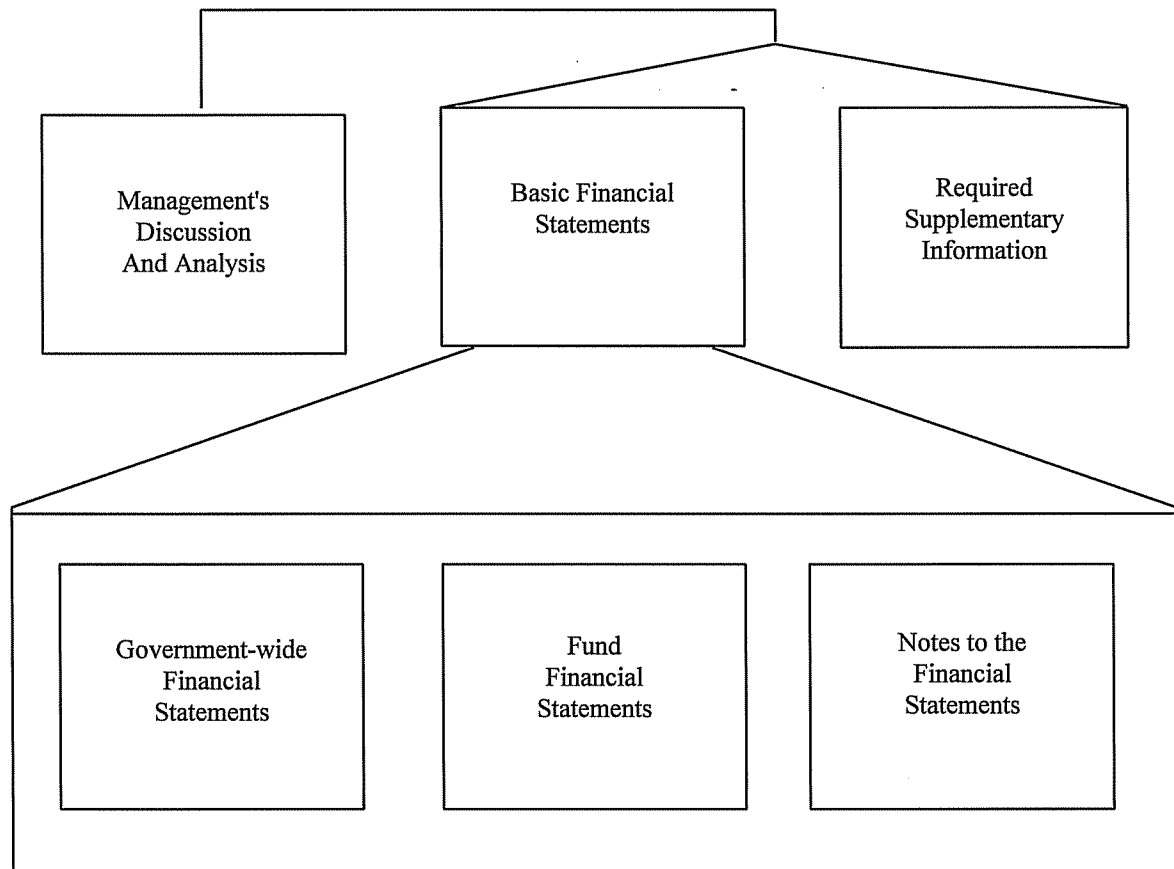 Management's
Discussion
And Analysis
Basic Financial
Statements
Required
Supplementary
Information
Government-wide
Financial
Statements
Fund
Financial
Statements
Notes to the
Financial
Statements